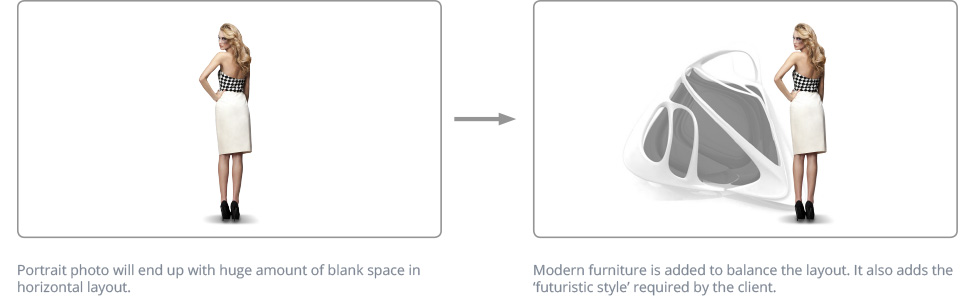 Portrait photo will end up with huge amount of blank space in
horizontal layout.
Modern furniture is added to balance the layout. It also adds the
‘futuristic style’ required by the client.